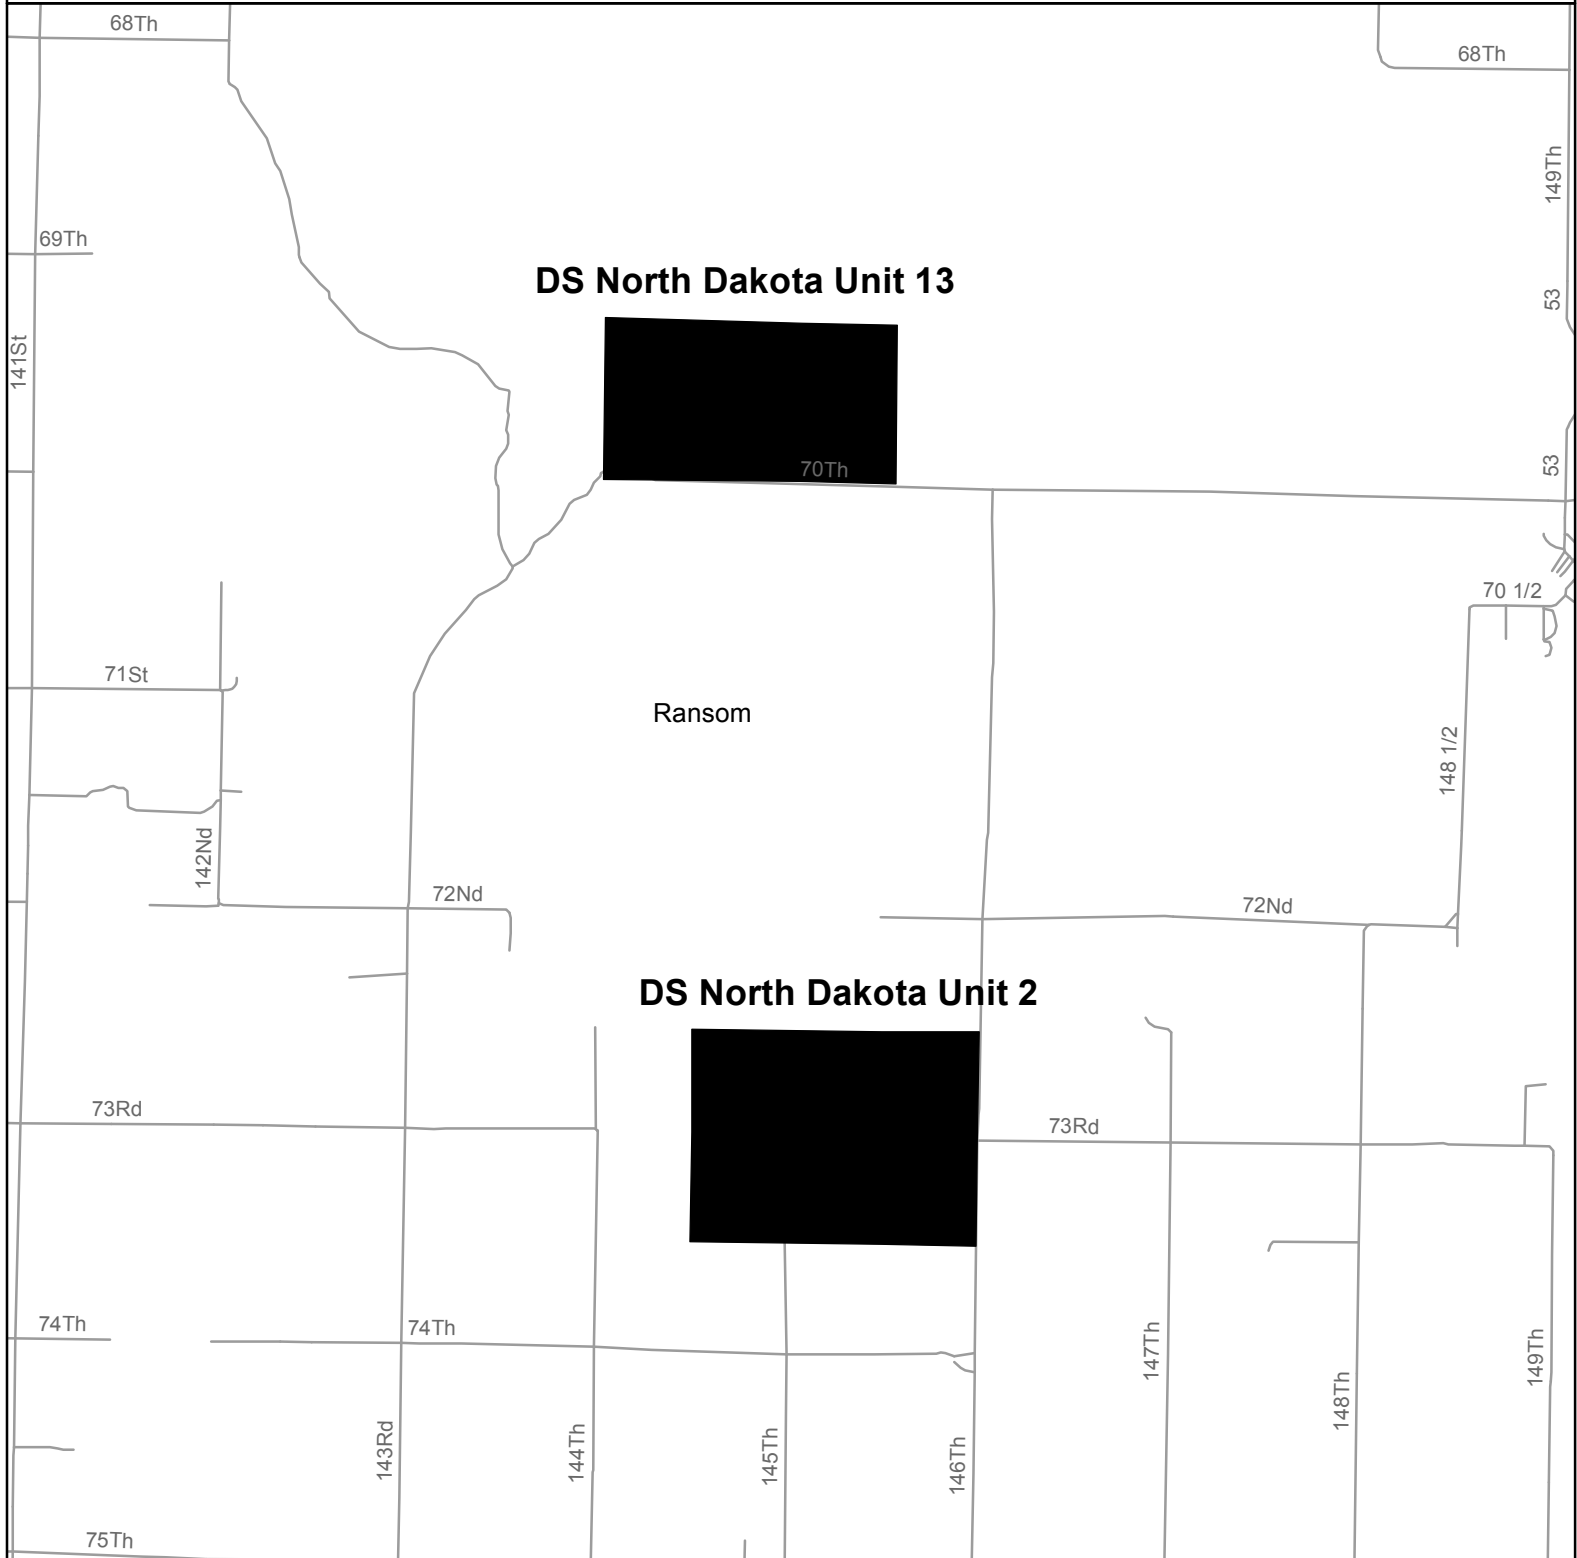 68Th
68Th
149Th
69Th
DS North Dakota Unit 13
53
141St
70Th
53
70 1/2
71St
Ransom
148 1/2
142Nd
72Nd
72Nd
DS North Dakota Unit 2
73Rd
73Rd
74Th
74Th
147Th
149Th
148Th
143Rd
144Th
145Th
146Th
75Th